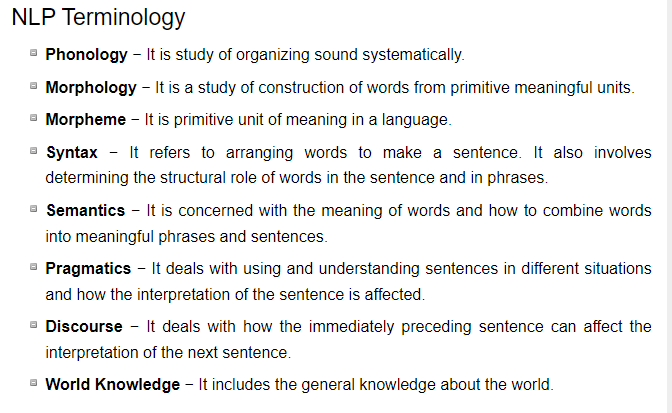 NLP Terminology
Phonology − It is study of organizing sound systematically.
Morphology − It is a study of construction of words from primitive meaningful units.
Morpheme − It is primitive unit of meaning in a language.
Syntax − It refers to arranging words to make a sentence. It also involves
determining the structural role of words in the sentence and in phrases.
Semantics − It is concerned with the meaning of words and how to combine words
into meaningful phrases and sentences.
Pragmatics − It deals with using and understanding sentences in different situations
and how the interpretation of the sentence is affected.
Discourse − It deals with how the immediately preceding sentence can affect the
interpretation of the next sentence.
World Knowledge − It includes the general knowledge about the world.